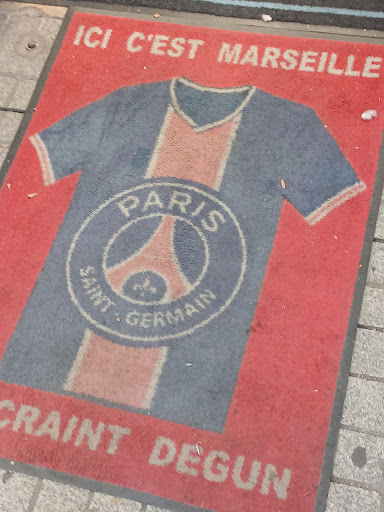 ICI C'EST MARSEILLE
PARIS
SAINT-GERMAIN
CRAINT DEGUN